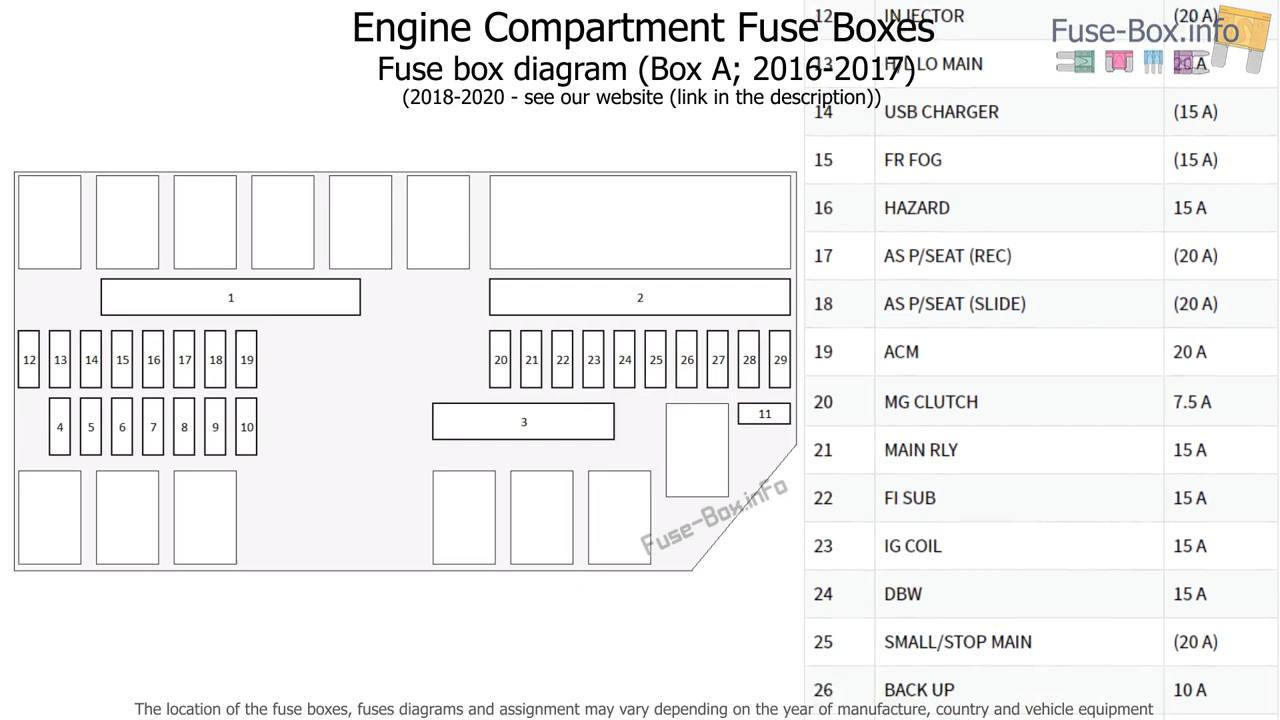 Engine Compartment Fuse Boxes
Fuse box diagram (Box A; 2016-2017)
(2018-2020 - see our website (link in the description))
Fuse-Box.info
1
2
12 13 14 15 16 17 18 19
20 21 22 23 24 25 26 27 28 29
4 5 6 7 8 9 10
3
11
Fuse-Box.info
12 INJECTOR (20 A)
13 H/L LO MAIN 20 A
14 USB CHARGER (15 A)
15 FR FOG (15 A)
16 HAZARD 15 A
17 AS P/SEAT (REC) (20 A)
18 AS P/SEAT (SLIDE) (20 A)
19 ACM 20 A
20 MG CLUTCH 7.5 A
21 MAIN RLY 15 A
22 FI SUB 15 A
23 IG COIL 15 A
24 DBW 15 A
25 SMALL/STOP MAIN (20 A)
26 BACK UP 10 A
The location of the fuse boxes, fuses diagrams and assignment may vary depending on the year of manufacture, country and vehicle equipment